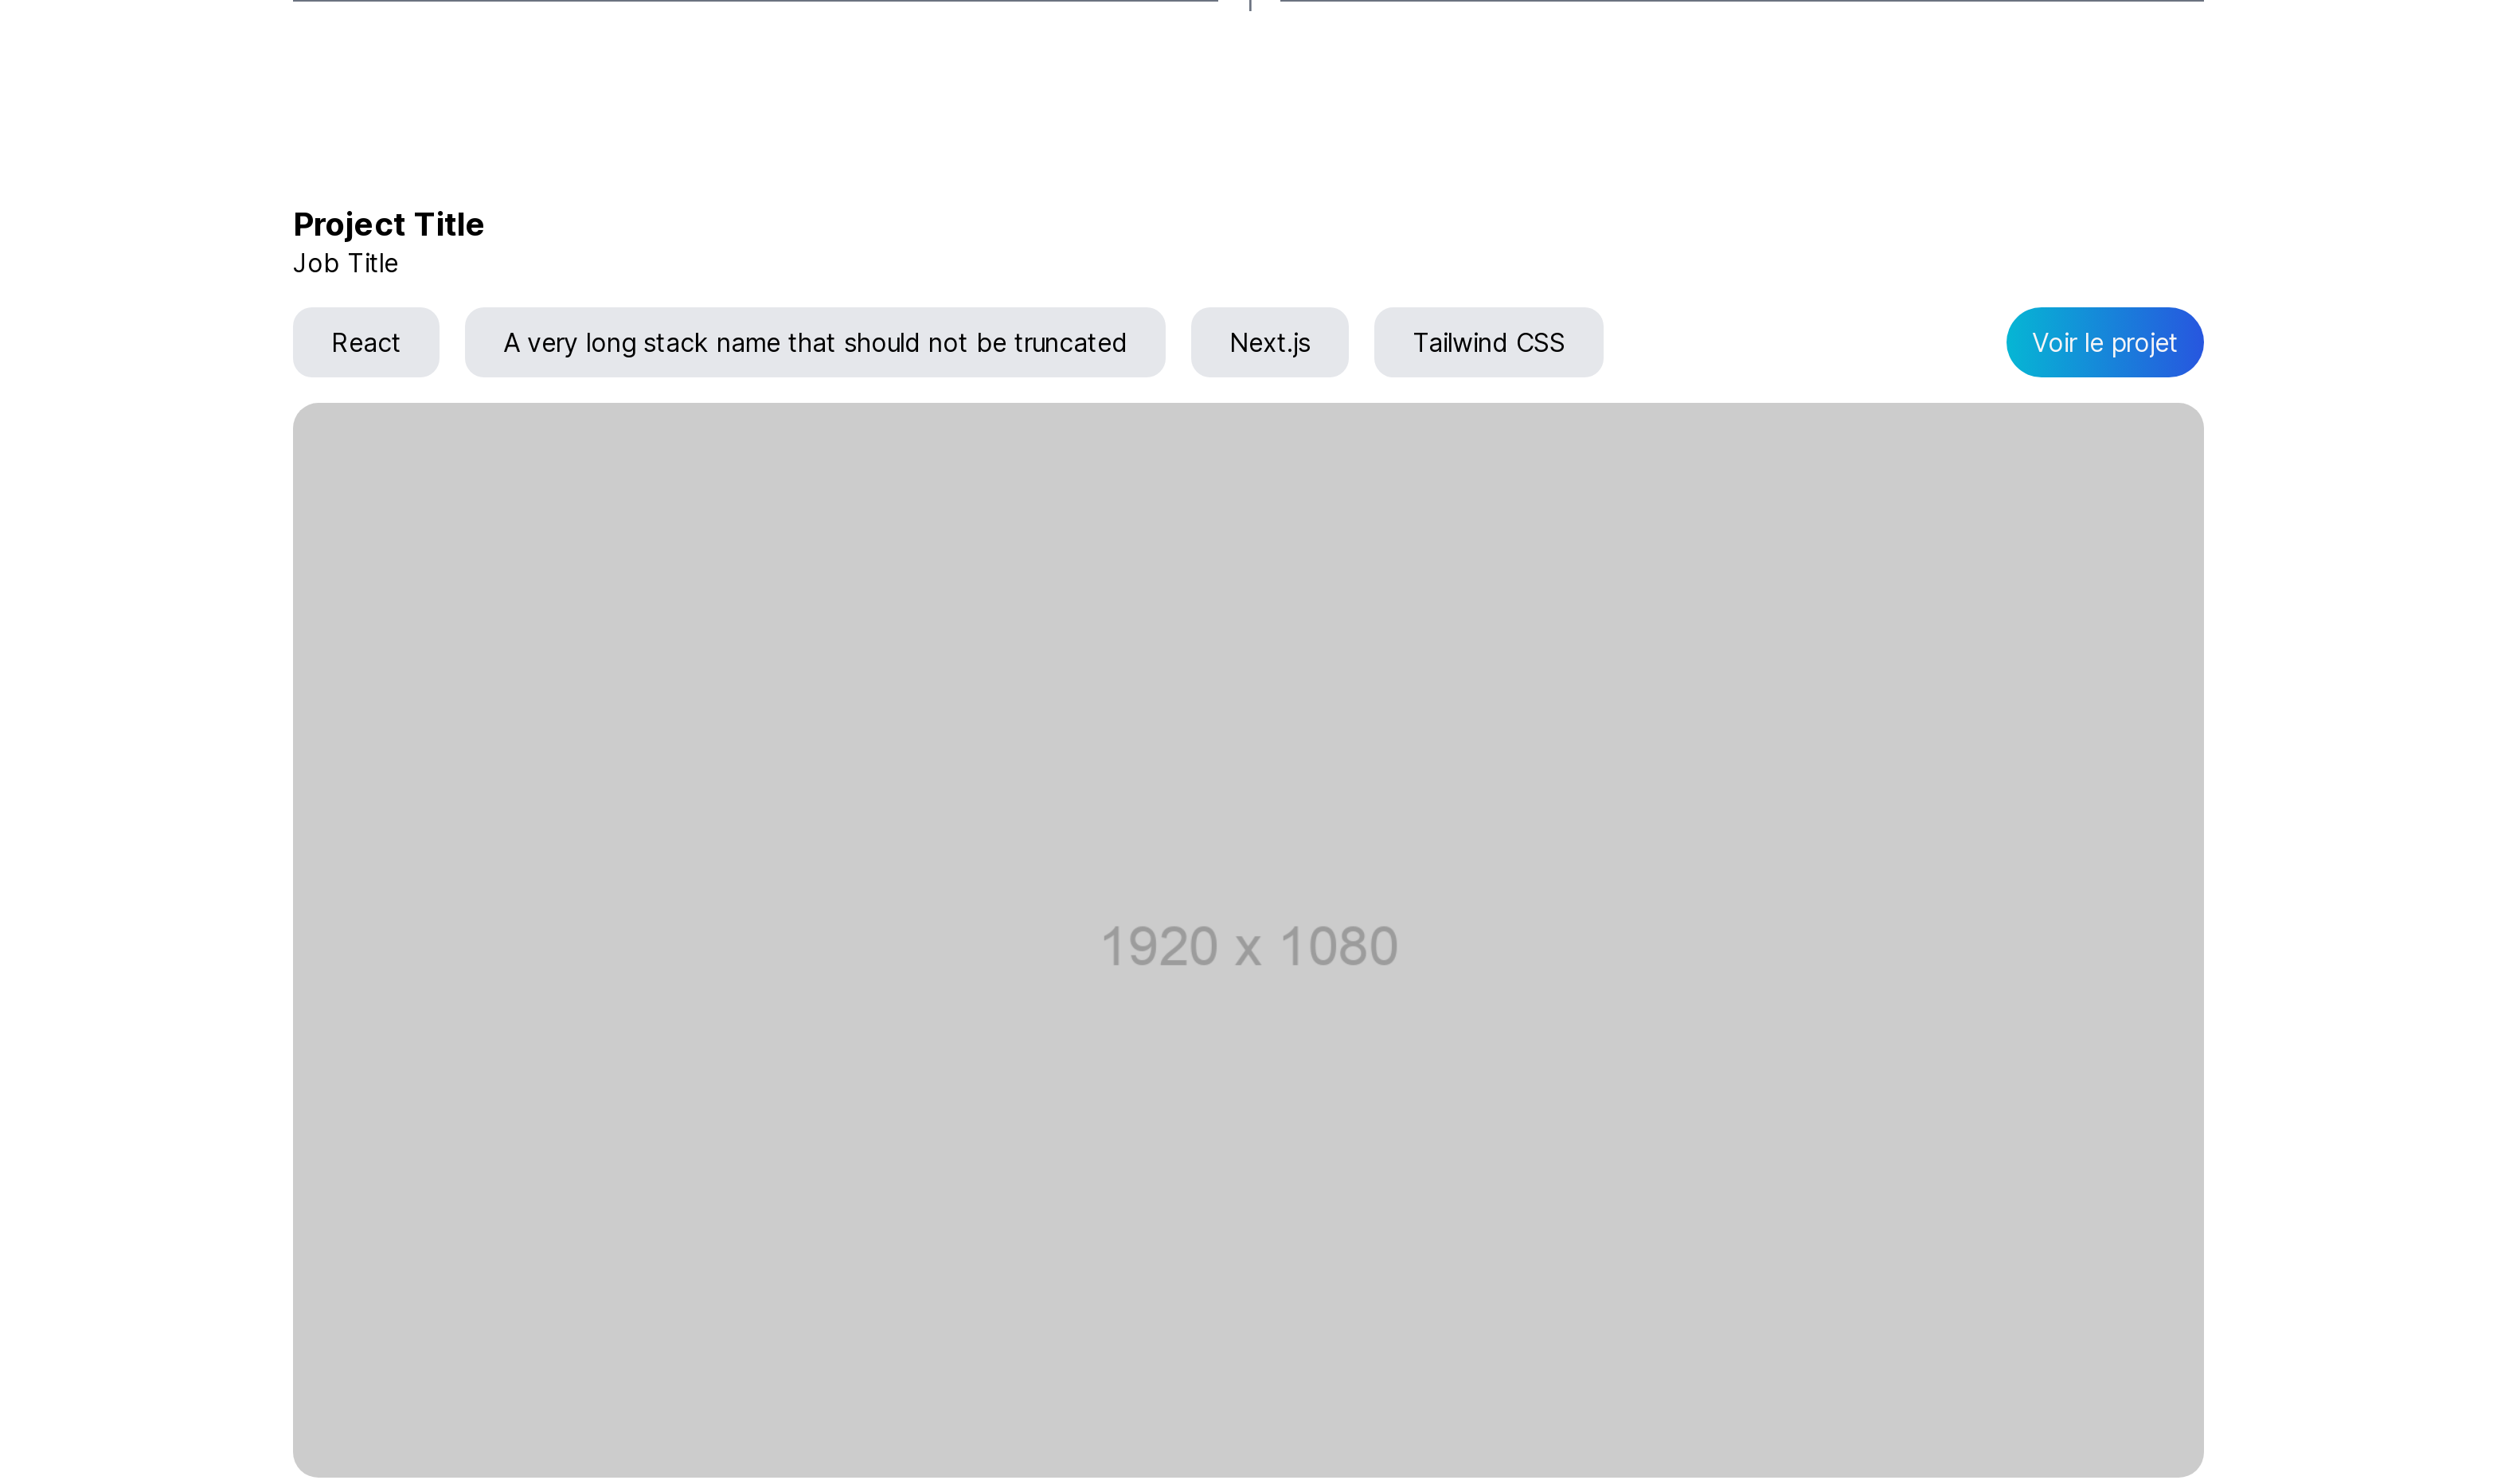 Project Title
Job Title
React
A very long stack name that should not be truncated
Next.js
Tailwind CSS
Voir le projet
1920 x 1080